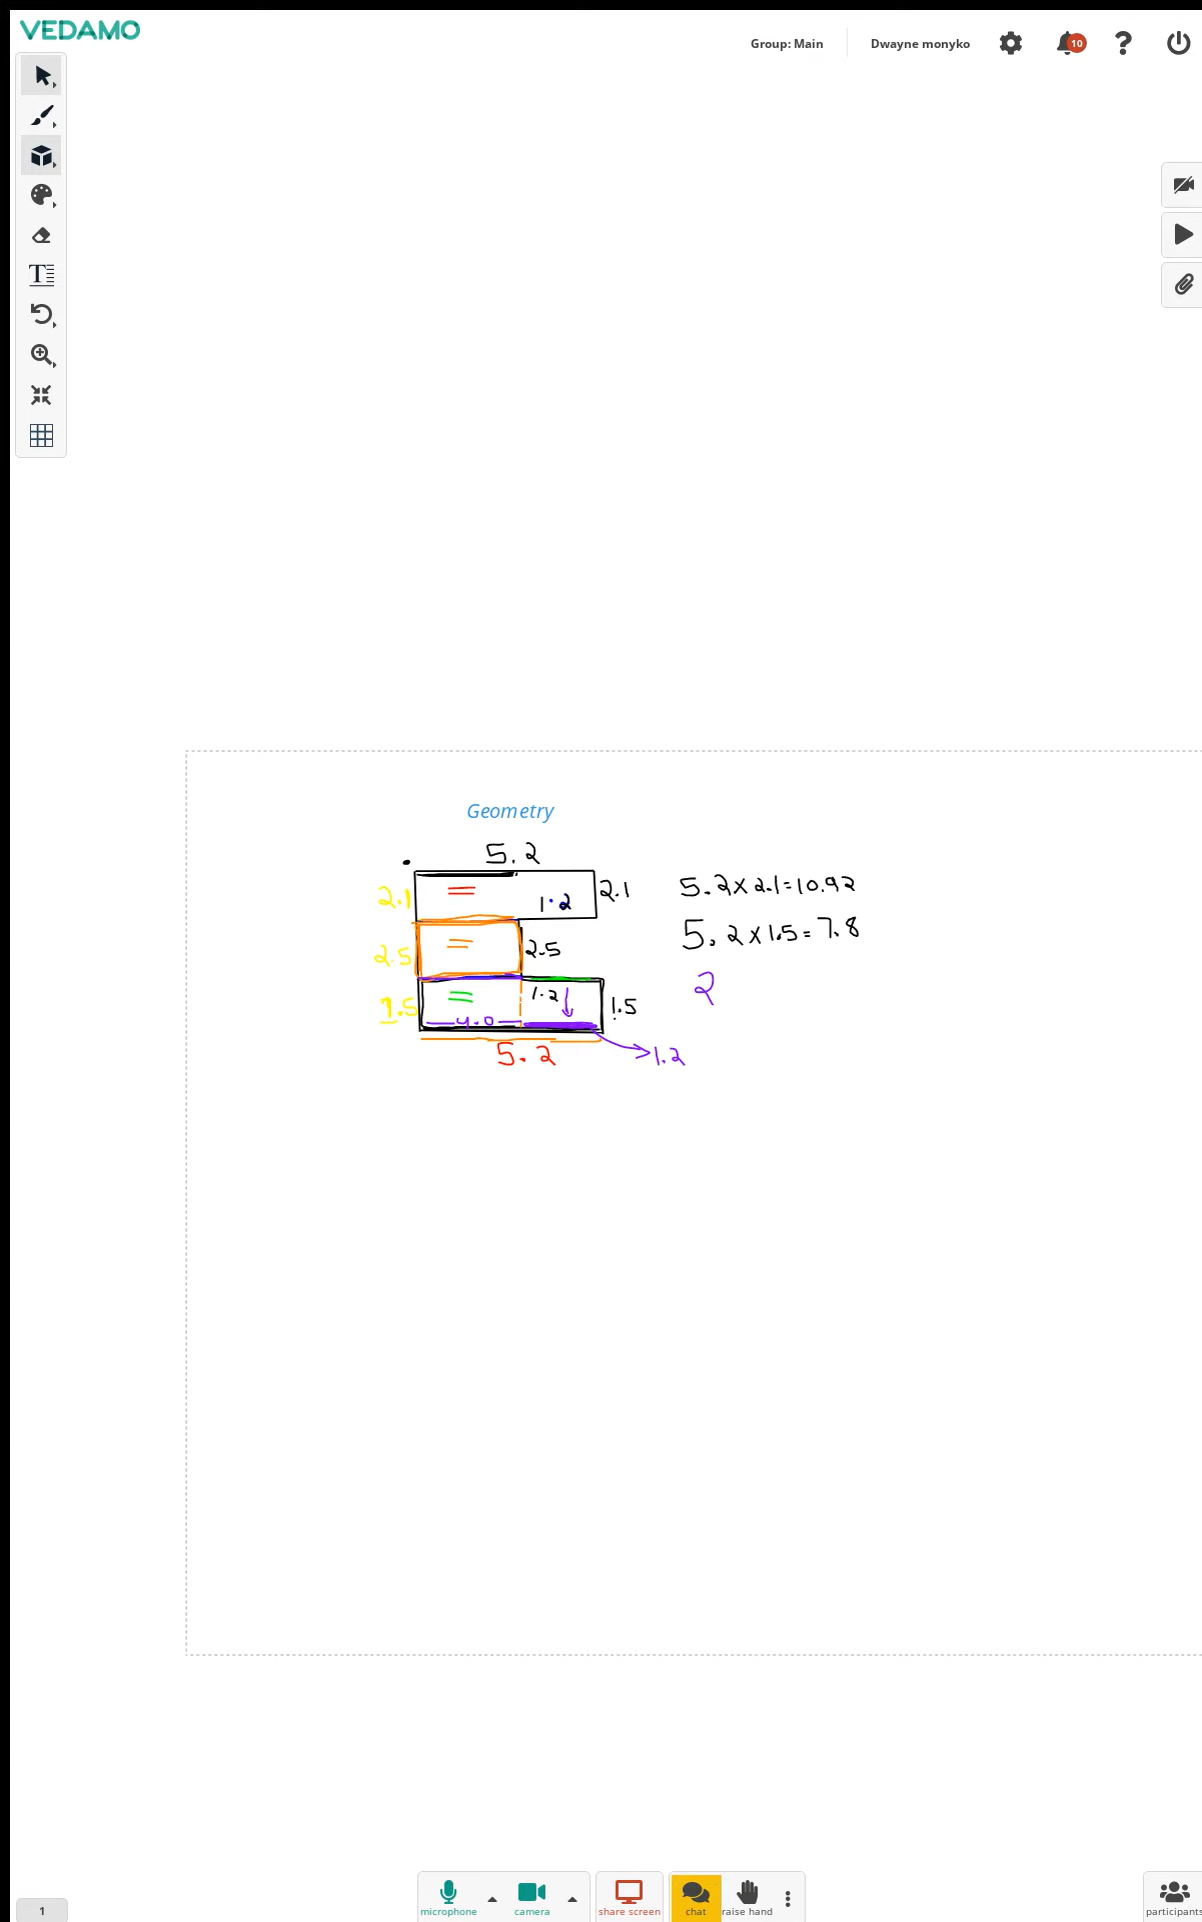 VEDAMO
Group: Main
Dwayne monyko
10
Geometry
5.2
2.1
1.2
2.1
5.2x2.1=10.92
2.5
2.5
5.2x1.5=7.8
2
1.5
1.2
1.5
4.0
5.2
1.2
1
microphone
camera
share screen
chat
raise hand
participants